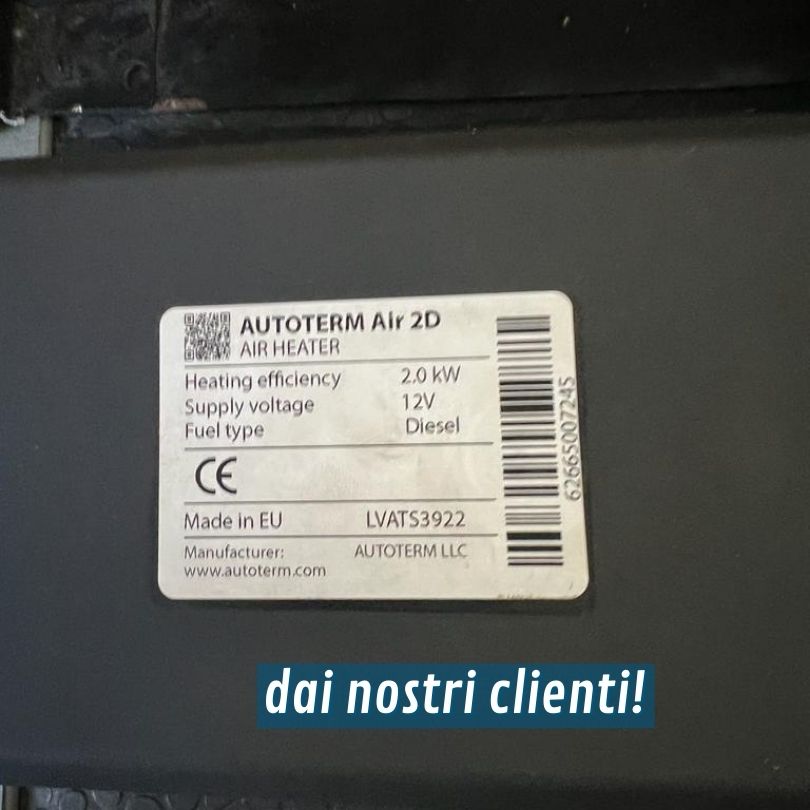 AUTOTERM Air 2D
AIR HEATER
Heating efficiency 2.0 kW
Supply voltage 12V
Fuel type Diesel
CE
Made in EU LVATS3922
Manufacturer: AUTOTERM LLC
www.autoterm.com
62665007245
dai nostri clienti!